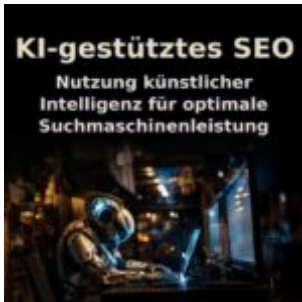 KI-gestütztes SEO
Nutzung künstlicher
Intelligenz für optimale
Suchmaschinenleistung